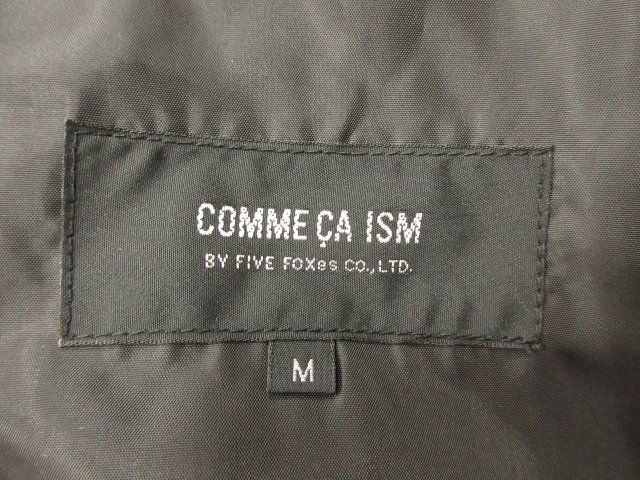 COMME ÇA ISM
BY FIVE FOXes CO., LTD.
M